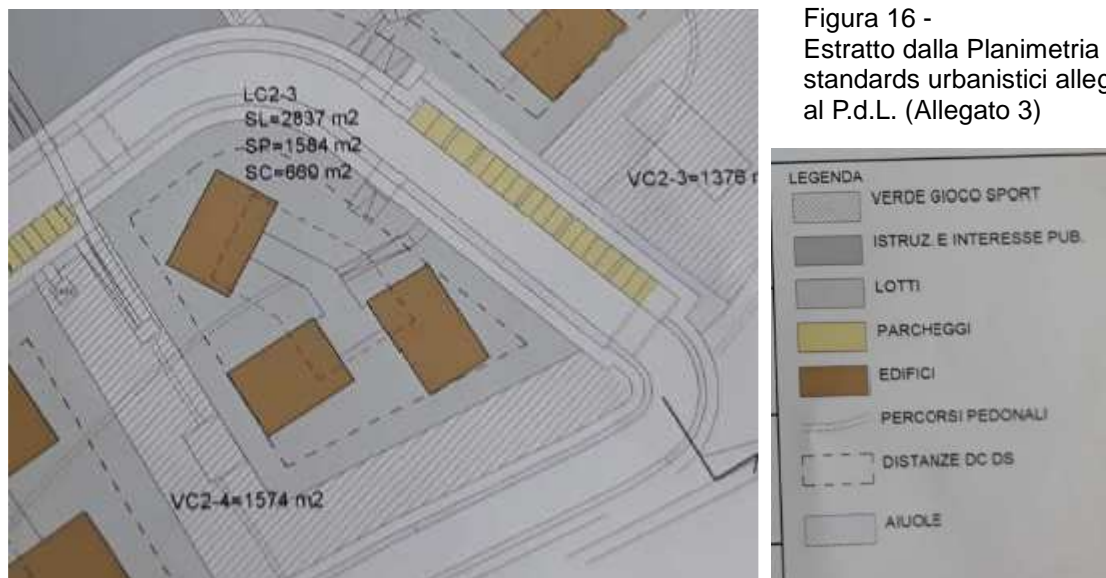 LC2-3
SL=2837 m2
SP=1584 m2
SC=660 m2
VC2-3=1376
VC2-4=1574 m2
Figura 16 -
Estratto dalla Planimetria
standards urbanistici alleg
al P.d.L. (Allegato 3)
LEGENDA
VERDE GIOCO SPORT
ISTRUZ. E INTERESSE PUB.
LOTTI
PARCHEGGI
EDIFICI
PERCORSI PEDONALI
DISTANZE DC DS
AIUOLE